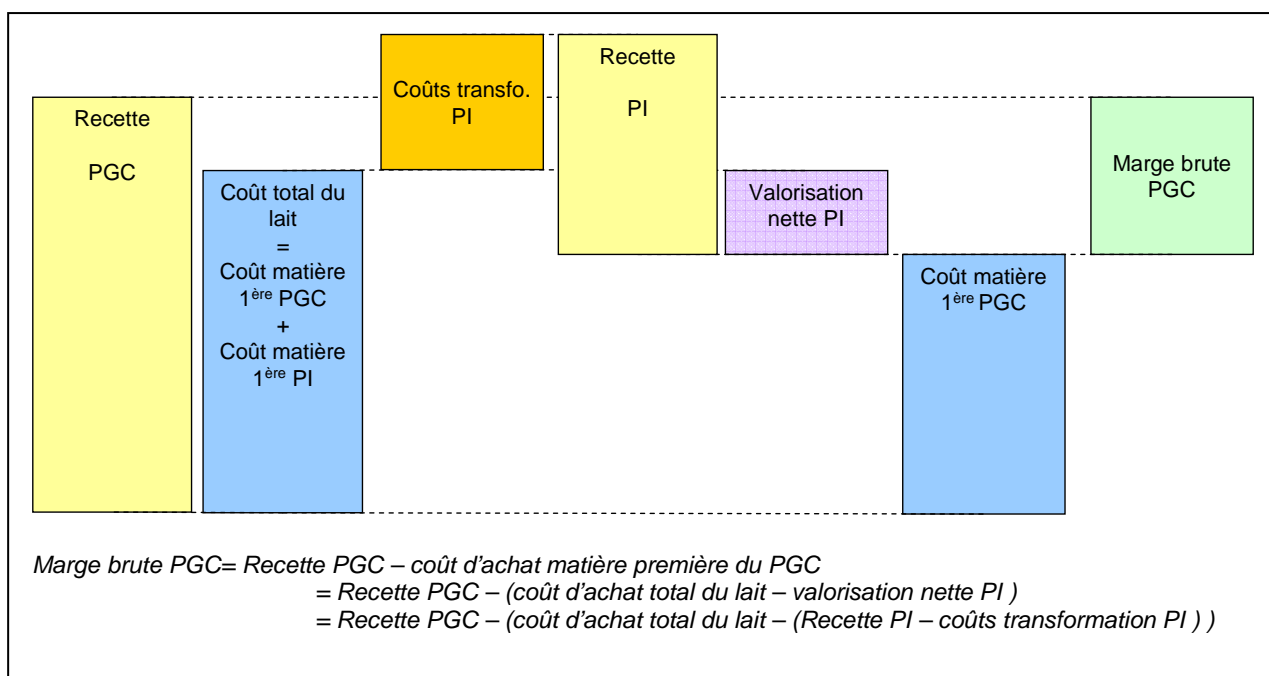 Recette
PGC
Coût total du
lait
=
Coût matière
1ère PGC
+
Coût matière
1ère PI
Coûts transfo.
PI
Recette
PI
Valorisation
nette PI
Coût matière
1ère PGC
Marge brute
PGC
Marge brute PGC= Recette PGC – coût d'achat matière première du PGC
= Recette PGC – (coût d'achat total du lait – valorisation nette PI )
= Recette PGC – (coût d'achat total du lait – (Recette PI – coûts transformation PI ) )